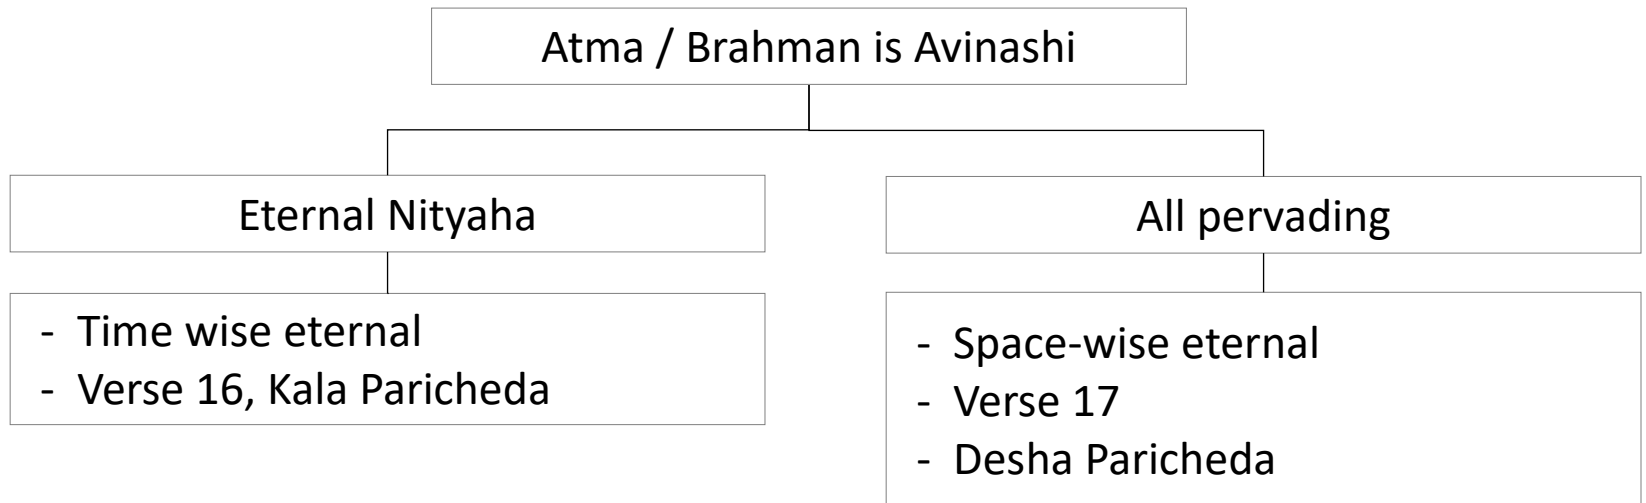 Atma / Brahman is Avinashi
Eternal Nityaha
- Time wise eternal
- Verse 16, Kala Paricheda
All pervading
- Space-wise eternal
- Verse 17
- Desha Paricheda